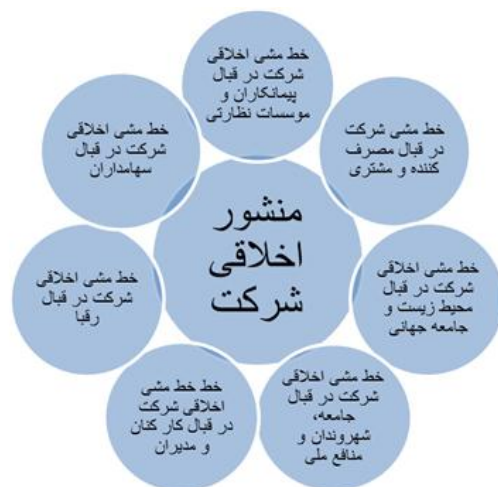 منشور
اخلاقی
شرکت
خط مشی اخلاقی
شرکت در قبال
پیمانکاران و
موسسات نظارتی
خط مشی شرکت
در قبال مصرف
کننده و مشتری
خط مشی اخلاقی
شرکت در قبال
محیط زیست و
جامعه جهانی
خط مشی اخلاقی
شرکت در قبال
جامعه،
شهروندان و
منافع ملی
خط خط مشی
اخلاقی شرکت
در قبال کار کنان
و مدیران
خط مشی اخلاقی
شرکت در قبال
رقبا
خط مشی اخلاقی
شرکت در قبال
سهامداران